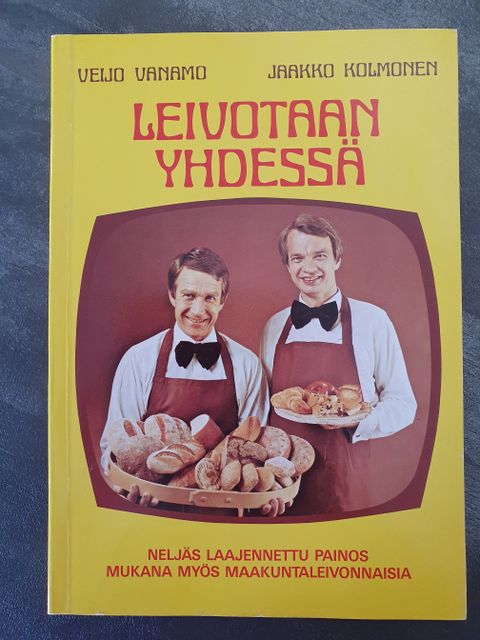 VEIJO VANAMO JAAKKO KOLMONEN
LEIVOTAAN
YHDESSÄ
NELJÄS LAAJENNETTU PAINOS
MUKANA MYÖS MAAKUNTALEIVONNAISIA